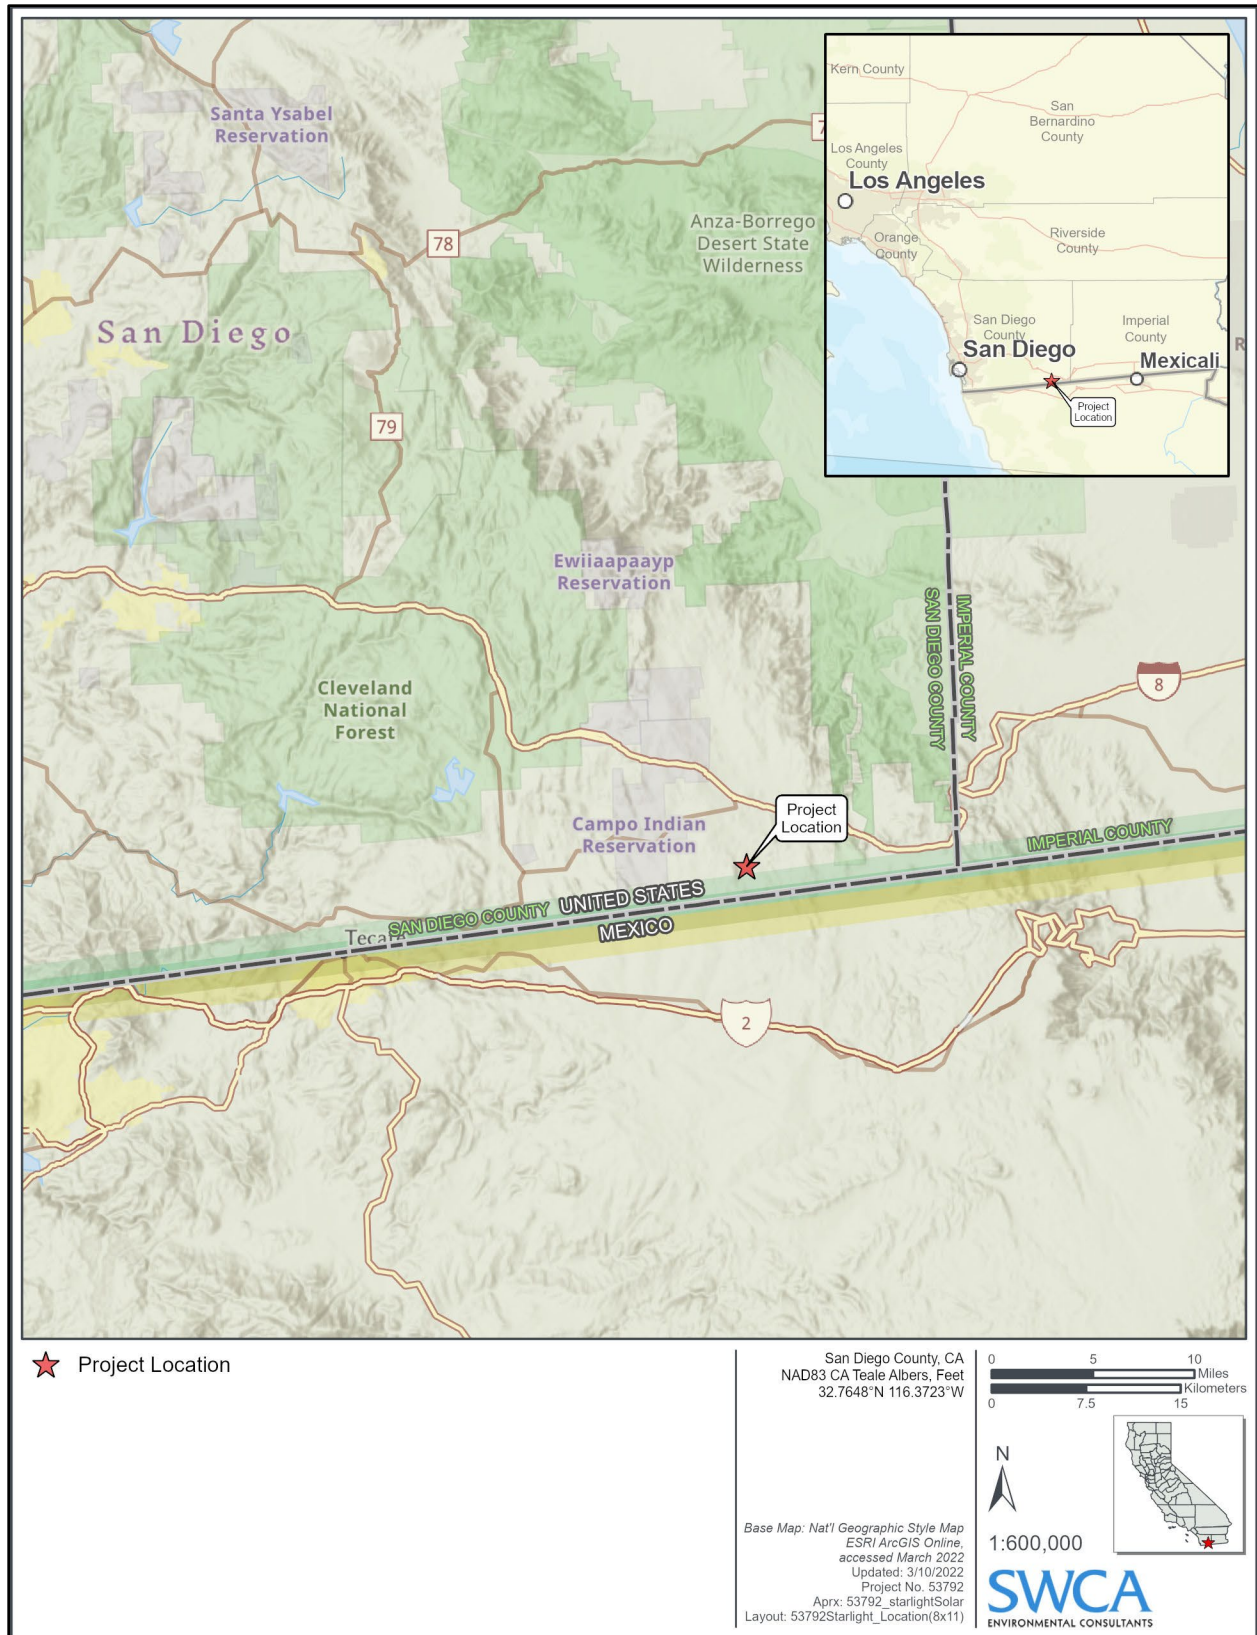 Santa Ysabel
Reservation
78
Anza-Borrego
Desert State
Wilderness
San Diego
79
Ewiiaapaayp
Reservation
SAN DIEGO COUNTY
IMPERIAL COUNTY
8
Cleveland
National
Forest
Project
Location
Campo Indian
Reservation
IMPERIAL COUNTY
SAN DIEGO COUNTY
UNITED STATES
MEXICO
2
Kern County
San
Bernardino
County
Los Angeles
County
Los Angeles
Orange
County
Riverside
County
San Diego
County
Imperial
County
San Diego
Mexicali
Project
Location
Project Location
San Diego County, CA
NAD83 CA Teale Albers, Feet
32.7648°N 116.3723°W
Base Map: Nat'l Geographic Style Map
ESRI ArcGIS Online,
accessed March 2022
Updated: 3/10/2022
Project No. 53792
Aprx: 53792_starlightSolar
Layout: 53792Starlight_Location(8x11)
0 5 10
Miles
Kilometers
0 7.5 15
N
1:600,000
SWCA
ENVIRONMENTAL CONSULTANTS